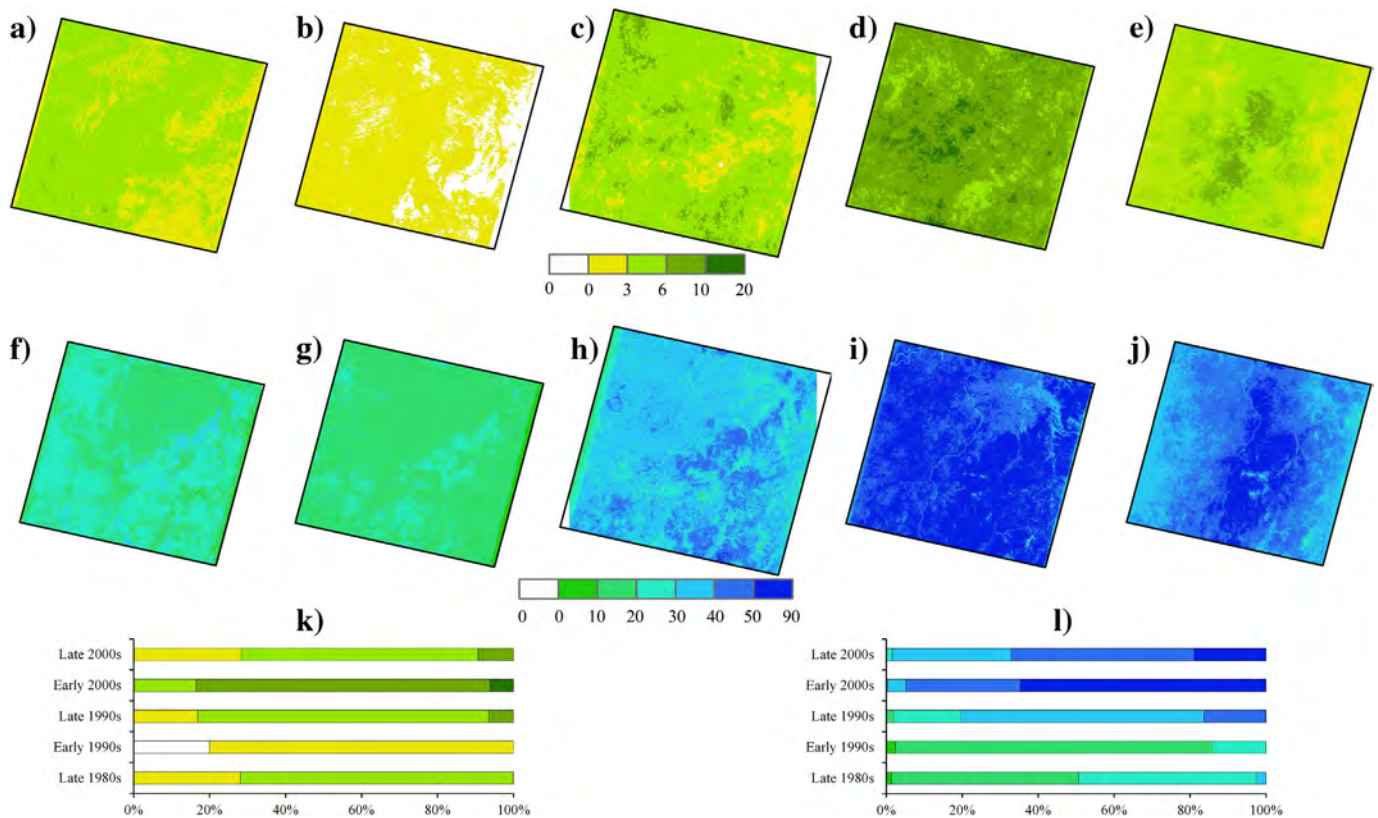 a) b) c) d) e)
0 0 3 6 10 20
f) g) h) i) j)
0 0 10 20 30 40 50 90
k) l)
Late 2000s
Early 2000s
Late 1990s
Early 1990s
Late 1980s
0% 20% 40% 60% 80% 100%
Late 2000s
Early 2000s
Late 1990s
Early 1990s
Late 1980s
0% 20% 40% 60% 80% 100%